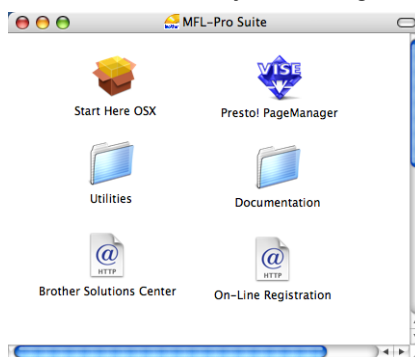 MFL-Pro Suite
VISE
Start Here OSX
Presto! PageManager
Utilities
Documentation
@
HTTP
@
HTTP
Brother Solutions Center
On-Line Registration